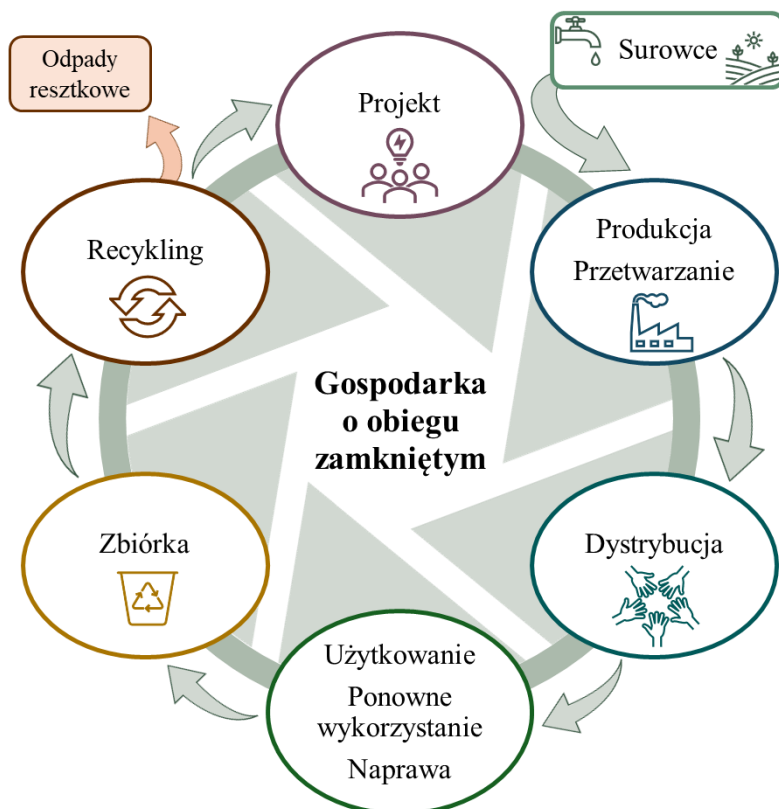 Odpady
resztkowe
Surowce
Projekt
Produkcja
Przetwarzanie
Recykling
Gospodarka
o obiegu
zamkniętym
Zbiórka
Dystrybucja
Użytkowanie
Ponowne
wykorzystanie
Naprawa